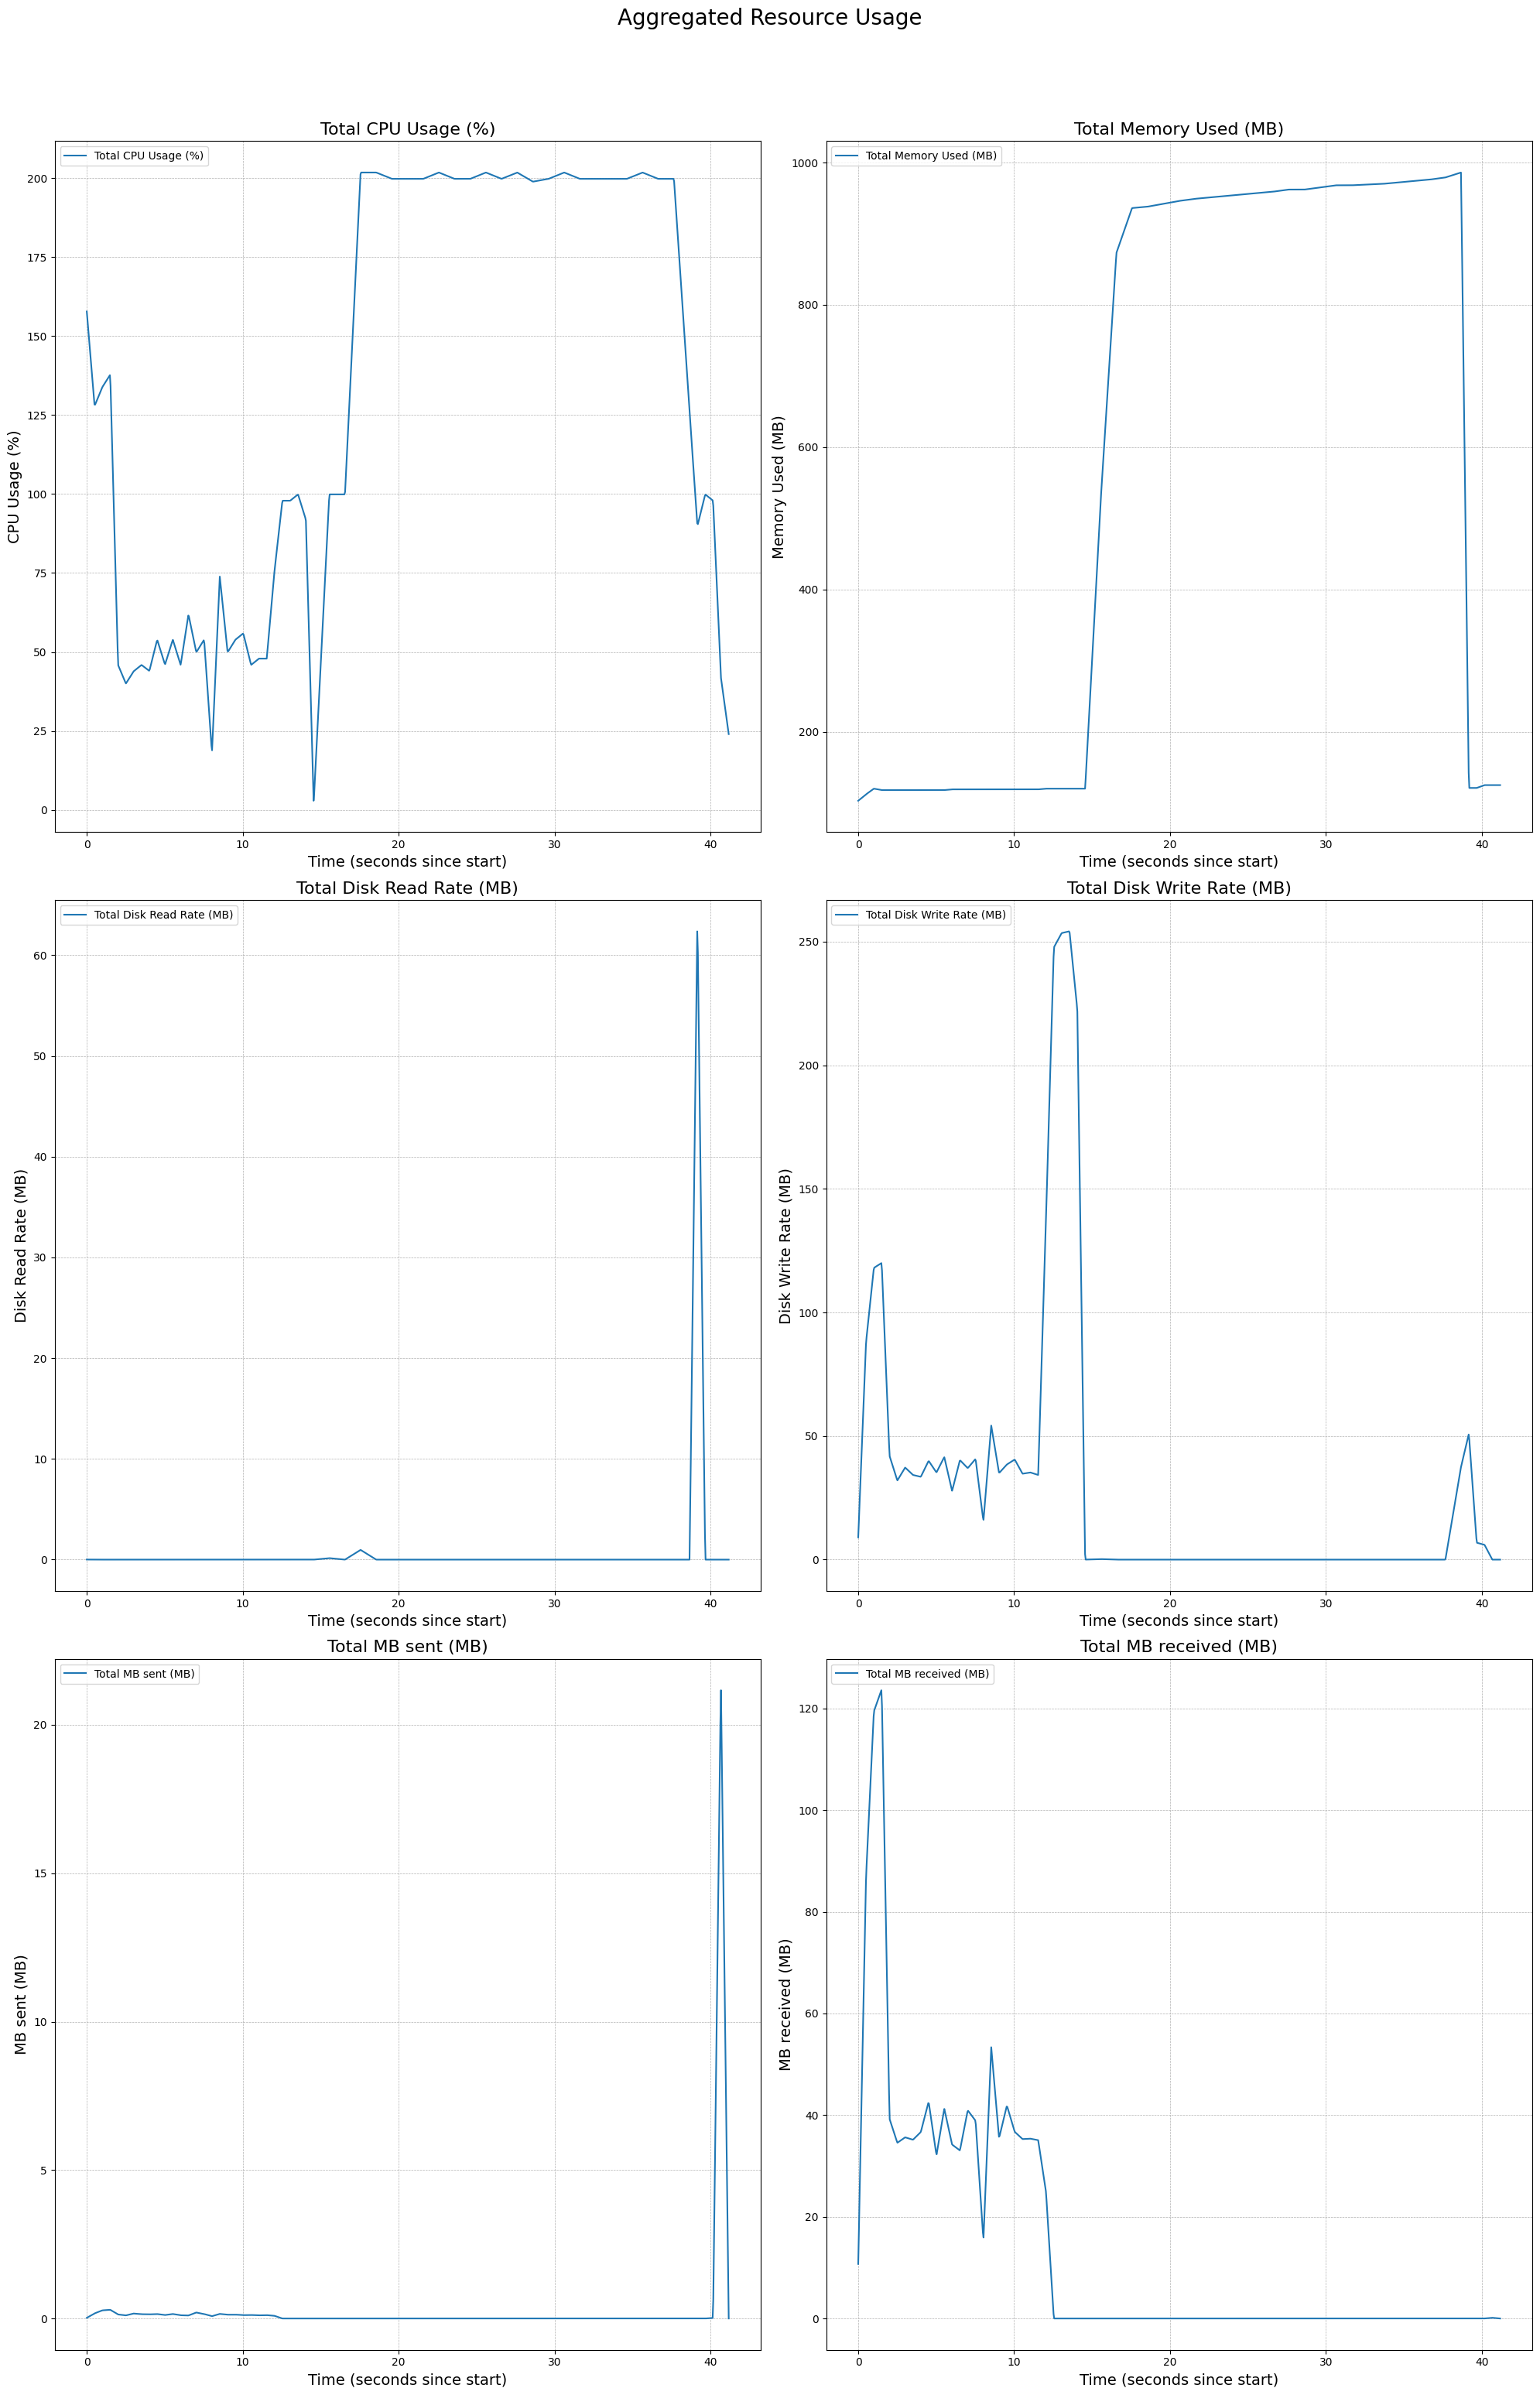 Aggregated Resource Usage
Total CPU Usage (%)
Total CPU Usage (%)
CPU Usage (%)
200
175
150
125
100
75
50
25
0
0 10 20 30 40
Time (seconds since start)
Total Memory Used (MB)
Total Memory Used (MB)
Memory Used (MB)
1000
800
600
400
200
0 10 20 30 40
Time (seconds since start)
Total Disk Read Rate (MB)
Total Disk Read Rate (MB)
Disk Read Rate (MB)
60
50
40
30
20
10
0
0 10 20 30 40
Time (seconds since start)
Total Disk Write Rate (MB)
Total Disk Write Rate (MB)
Disk Write Rate (MB)
250
200
150
100
50
0
0 10 20 30 40
Time (seconds since start)
Total MB sent (MB)
Total MB sent (MB)
MB sent (MB)
20
15
10
5
0
0 10 20 30 40
Time (seconds since start)
Total MB received (MB)
Total MB received (MB)
MB received (MB)
120
100
80
60
40
20
0
0 10 20 30 40
Time (seconds since start)